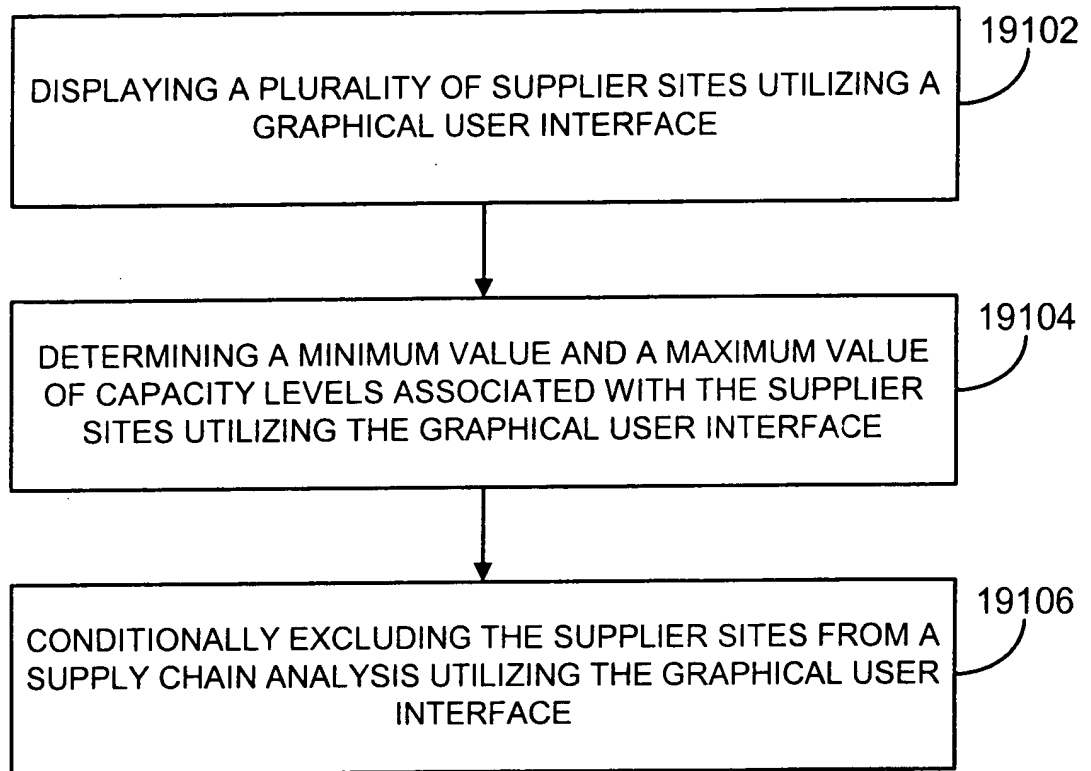 19102
DISPLAYING A PLURALITY OF SUPPLIER SITES UTILIZING A
GRAPHICAL USER INTERFACE
19104
DETERMINING A MINIMUM VALUE AND A MAXIMUM VALUE
OF CAPACITY LEVELS ASSOCIATED WITH THE SUPPLIER
SITES UTILIZING THE GRAPHICAL USER INTERFACE
19106
CONDITIONALLY EXCLUDING THE SUPPLIER SITES FROM A
SUPPLY CHAIN ANALYSIS UTILIZING THE GRAPHICAL USER
INTERFACE